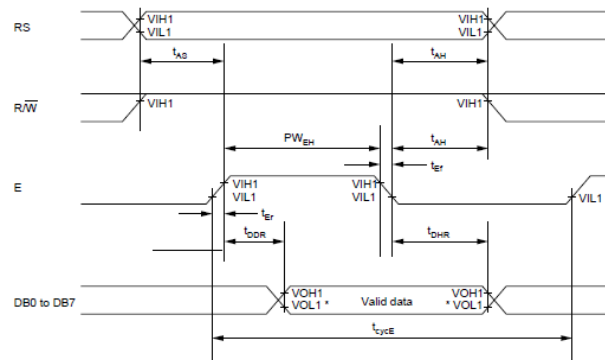 RS
VIH1
VIL1
VIH1
VIL1
tAS
tAH
R/W̅
VIH1
VIH1
PWEH
tAH
tEf
E
VIH1
VIL1
VIH1
VIL1
VIL1
tEr
tDDR
tDHR
DB0 to DB7
VOH1
VOL1 *
Valid data
VOH1
* VOL1
tcycE